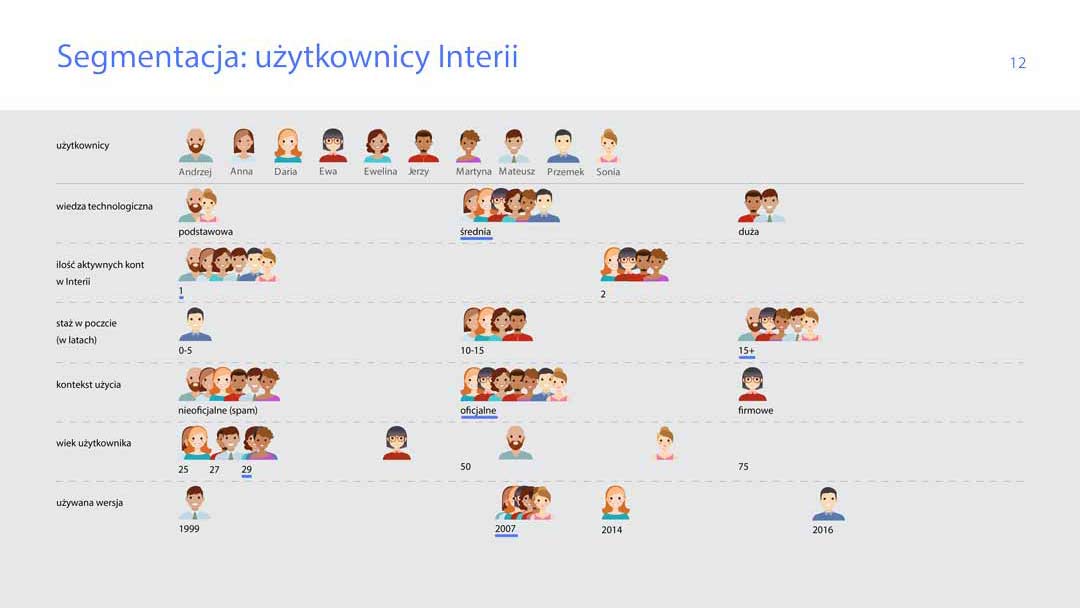 Segmentacja: użytkownicy Interii
12
użytkownicy
Andrzej Anna Daria Ewa Ewelina Jerzy Martyna Mateusz Przemek Sonia
wiedza technologiczna
podstawowa średnia duża
ilość aktywnych kont
w Interii
1 2
staż w poczcie
(w latach)
0-5 10-15 15+
kontekst użycia
nieoficjalne (spam) oficjalne firmowe
wiek użytkownika
25 27 29 50 75
używana wersja
1999 2007 2014 2016